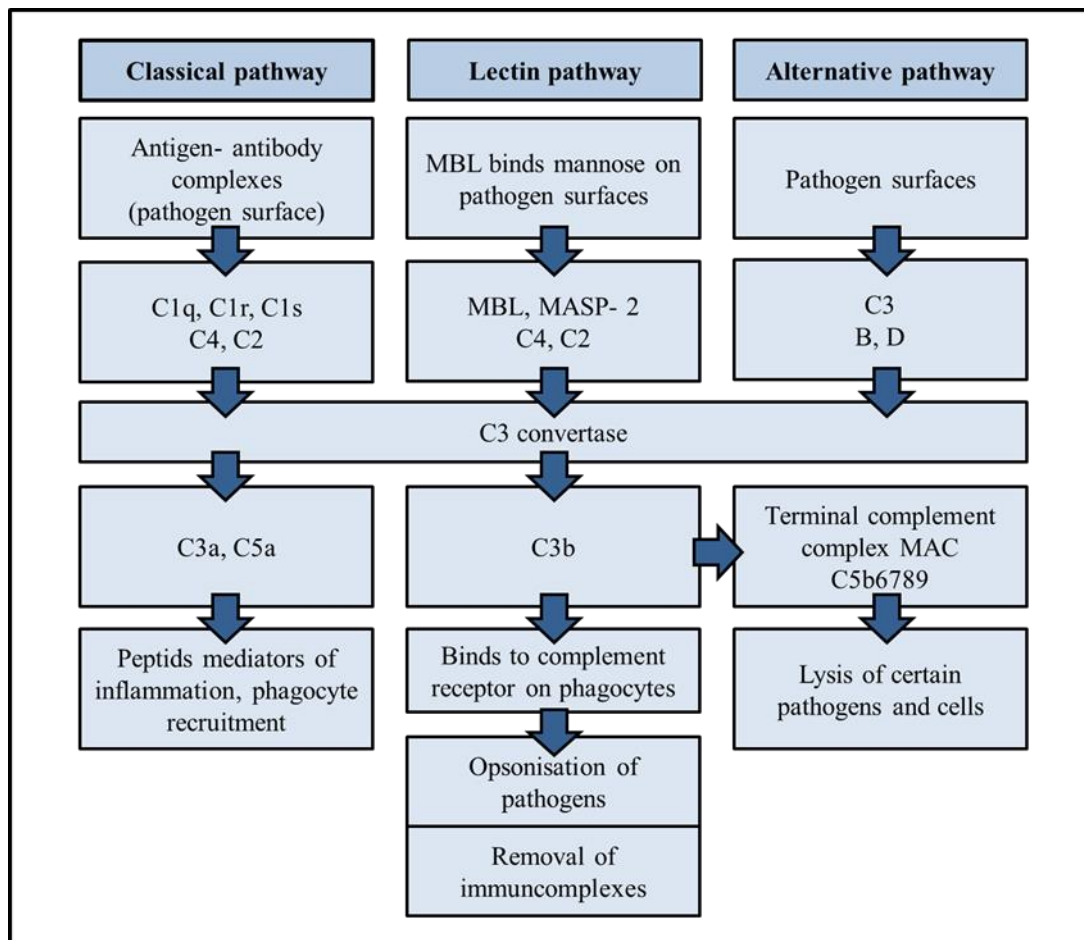 Classical pathway
Lectin pathway
Alternative pathway
Antigen- antibody
complexes
(pathogen surface)
MBL binds mannose on
pathogen surfaces
Pathogen surfaces
C1q, C1r, C1s
C4, C2
MBL, MASP- 2
C4, C2
C3
B, D
C3 convertase
C3a, C5a
C3b
Terminal complement
complex MAC
C5b6789
Peptids mediators of
inflammation, phagocyte
recruitment
Binds to complement
receptor on phagocytes
Lysis of certain
pathogens and cells
Opsonisation of
pathogens
Removal of
immuncomplexes